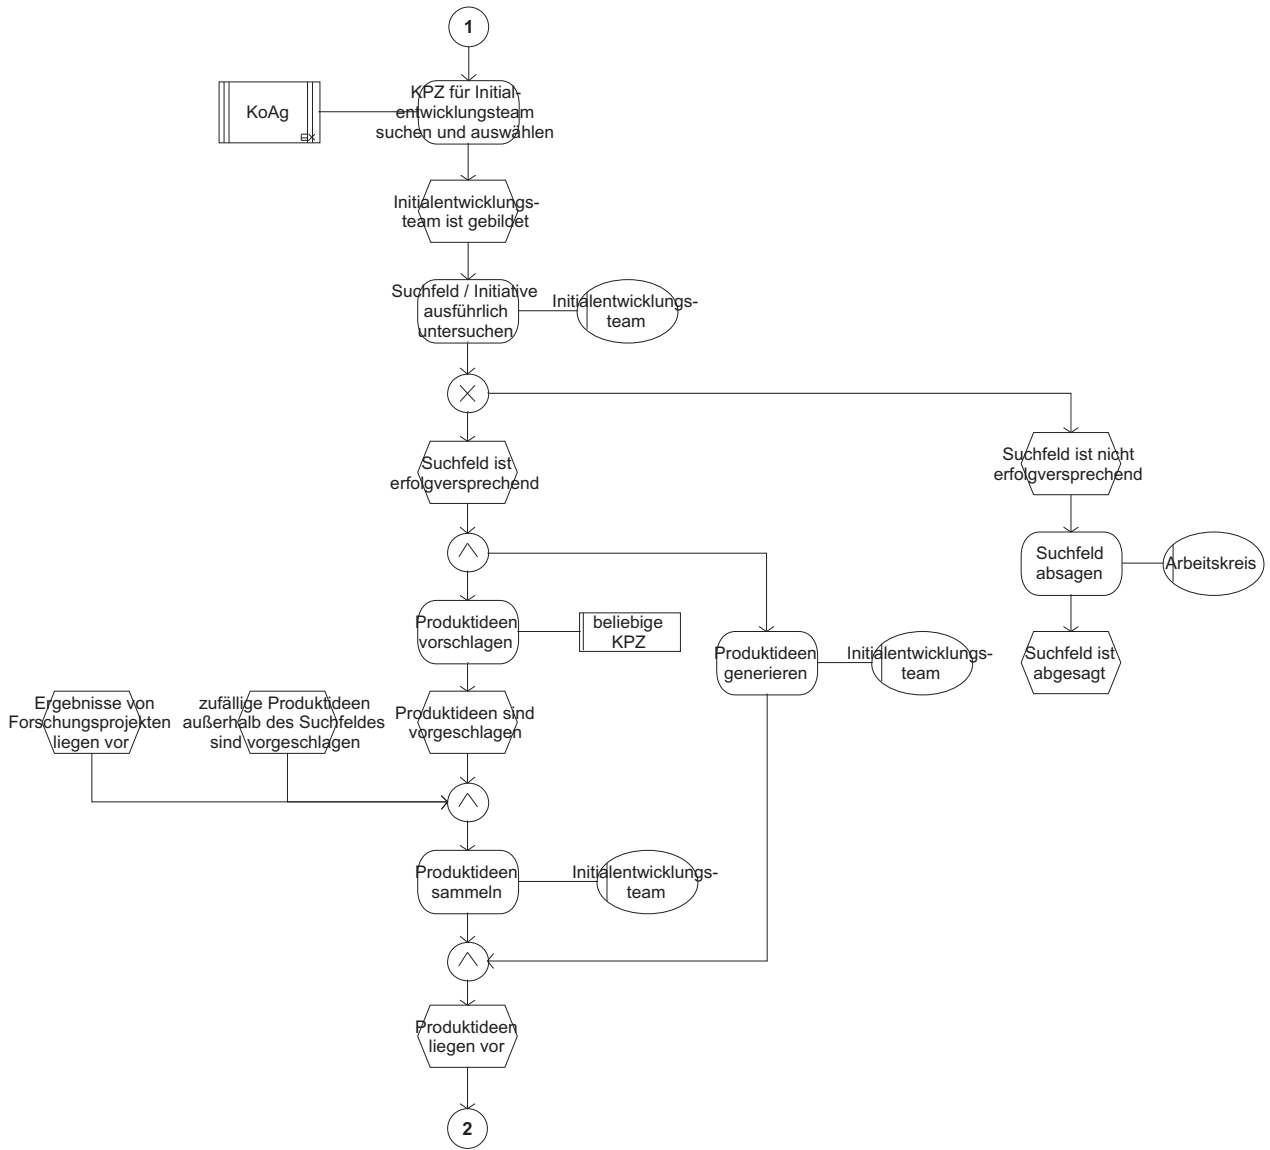 1
KoAg
KPZ für Initial-
entwicklungsteam
suchen und auswählen
Initialentwicklungs-
team ist gebildet
Suchfeld / Initiative
ausführlich
untersuchen
Initialentwicklungs-
team
Suchfeld ist
erfolgversprechend
Suchfeld ist nicht
erfolgversprechend
Suchfeld
absagen
Arbeitskreis
Suchfeld ist
abgesagt
Produktideen
vorschlagen
beliebige
KPZ
Produktideen
generieren
Initialentwicklungs-
team
Ergebnisse von
Forschungsprojekten
liegen vor
zufällige Produktideen
außerhalb des Suchfeldes
sind vorgeschlagen
Produktideen sind
vorgeschlagen
Produktideen
sammeln
Initialentwicklungs-
team
Produktideen
liegen vor
2